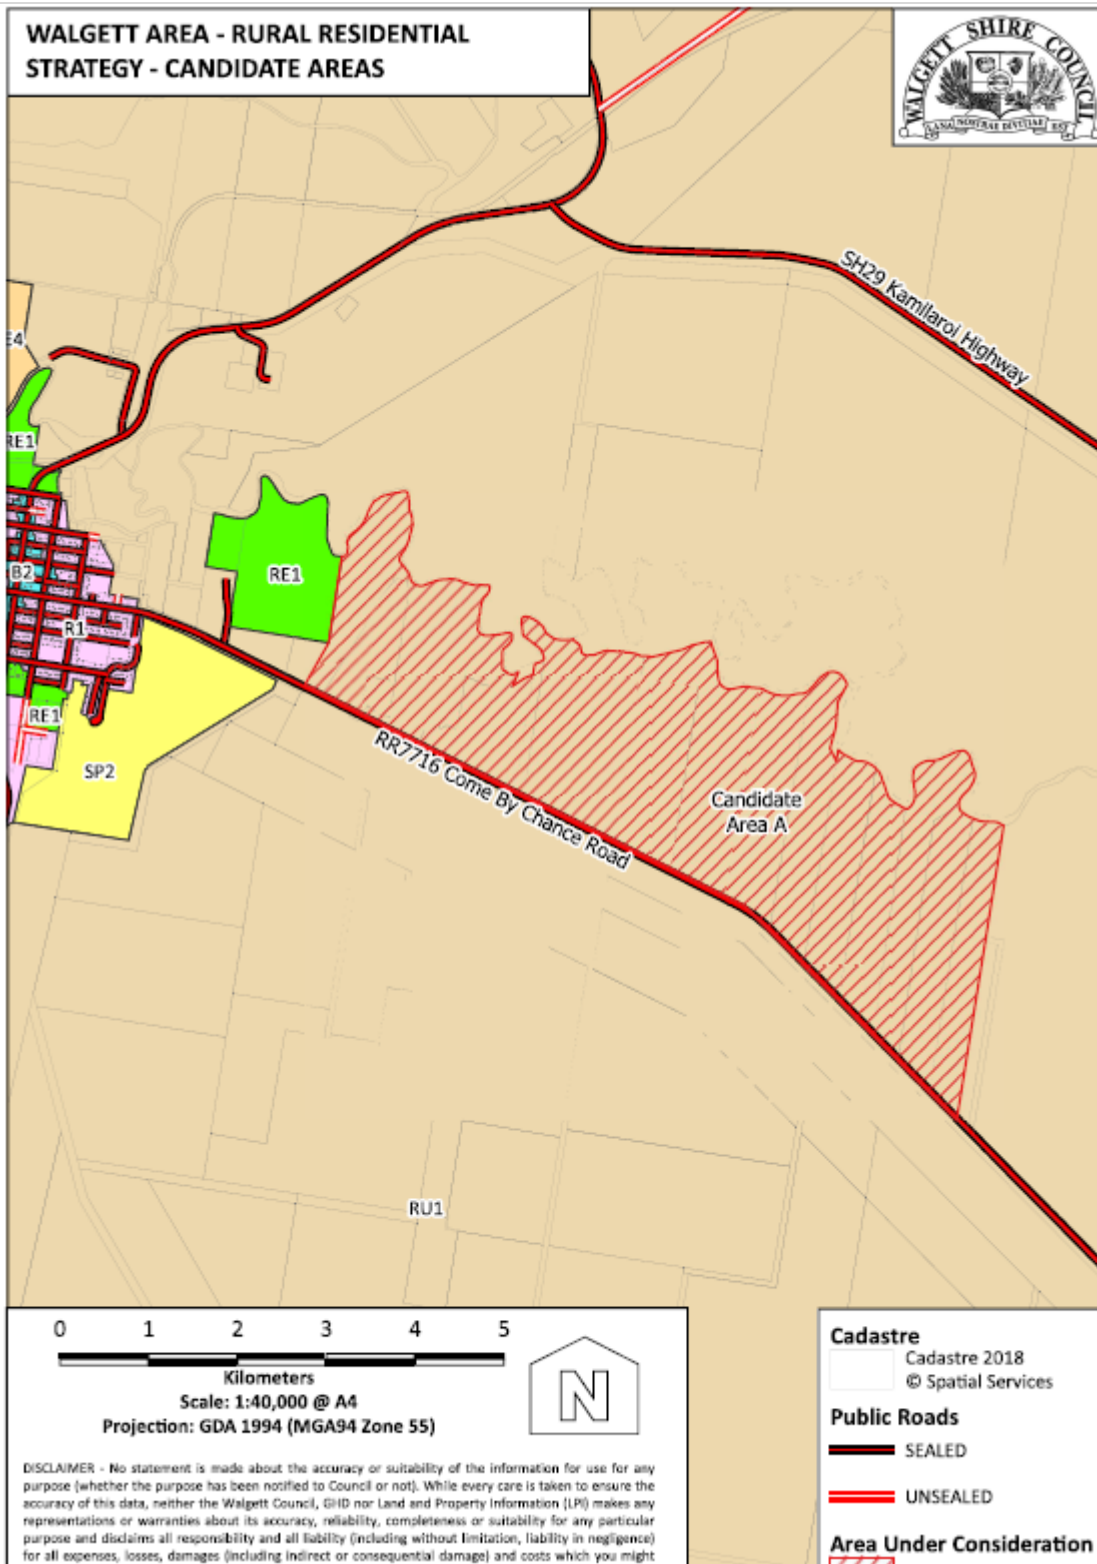 WALGETT AREA - RURAL RESIDENTIAL
STRATEGY - CANDIDATE AREAS
WALGETT SHIRE COUNCIL
LANA NOSTRAE DIVITIAE EST
SH29 Kamilaroi Highway
E4
RE1
RE1
B2
R1
RE1
SP2
RR7716 Come By Chance Road
Candidate
Area A
RU1
0 1 2 3 4 5
Kilometers
Scale: 1:40,000 @ A4
Projection: GDA 1994 (MGA94 Zone 55)
N
DISCLAIMER - No statement is made about the accuracy or suitability of the information for use for any
purpose (whether the purpose has been notified to Council or not). While every care is taken to ensure the
accuracy of this data, neither the Walgett Council, GHD nor Land and Property Information (LPI) makes any
representations or warranties about its accuracy, reliability, completeness or suitability for any particular
purpose and disclaims all responsibility and all liability (including without limitation, liability in negligence)
for all expenses, losses, damages (including indirect or consequential damage) and costs which you might
Cadastre
Cadastre 2018
© Spatial Services
Public Roads
SEALED
UNSEALED
Area Under Consideration